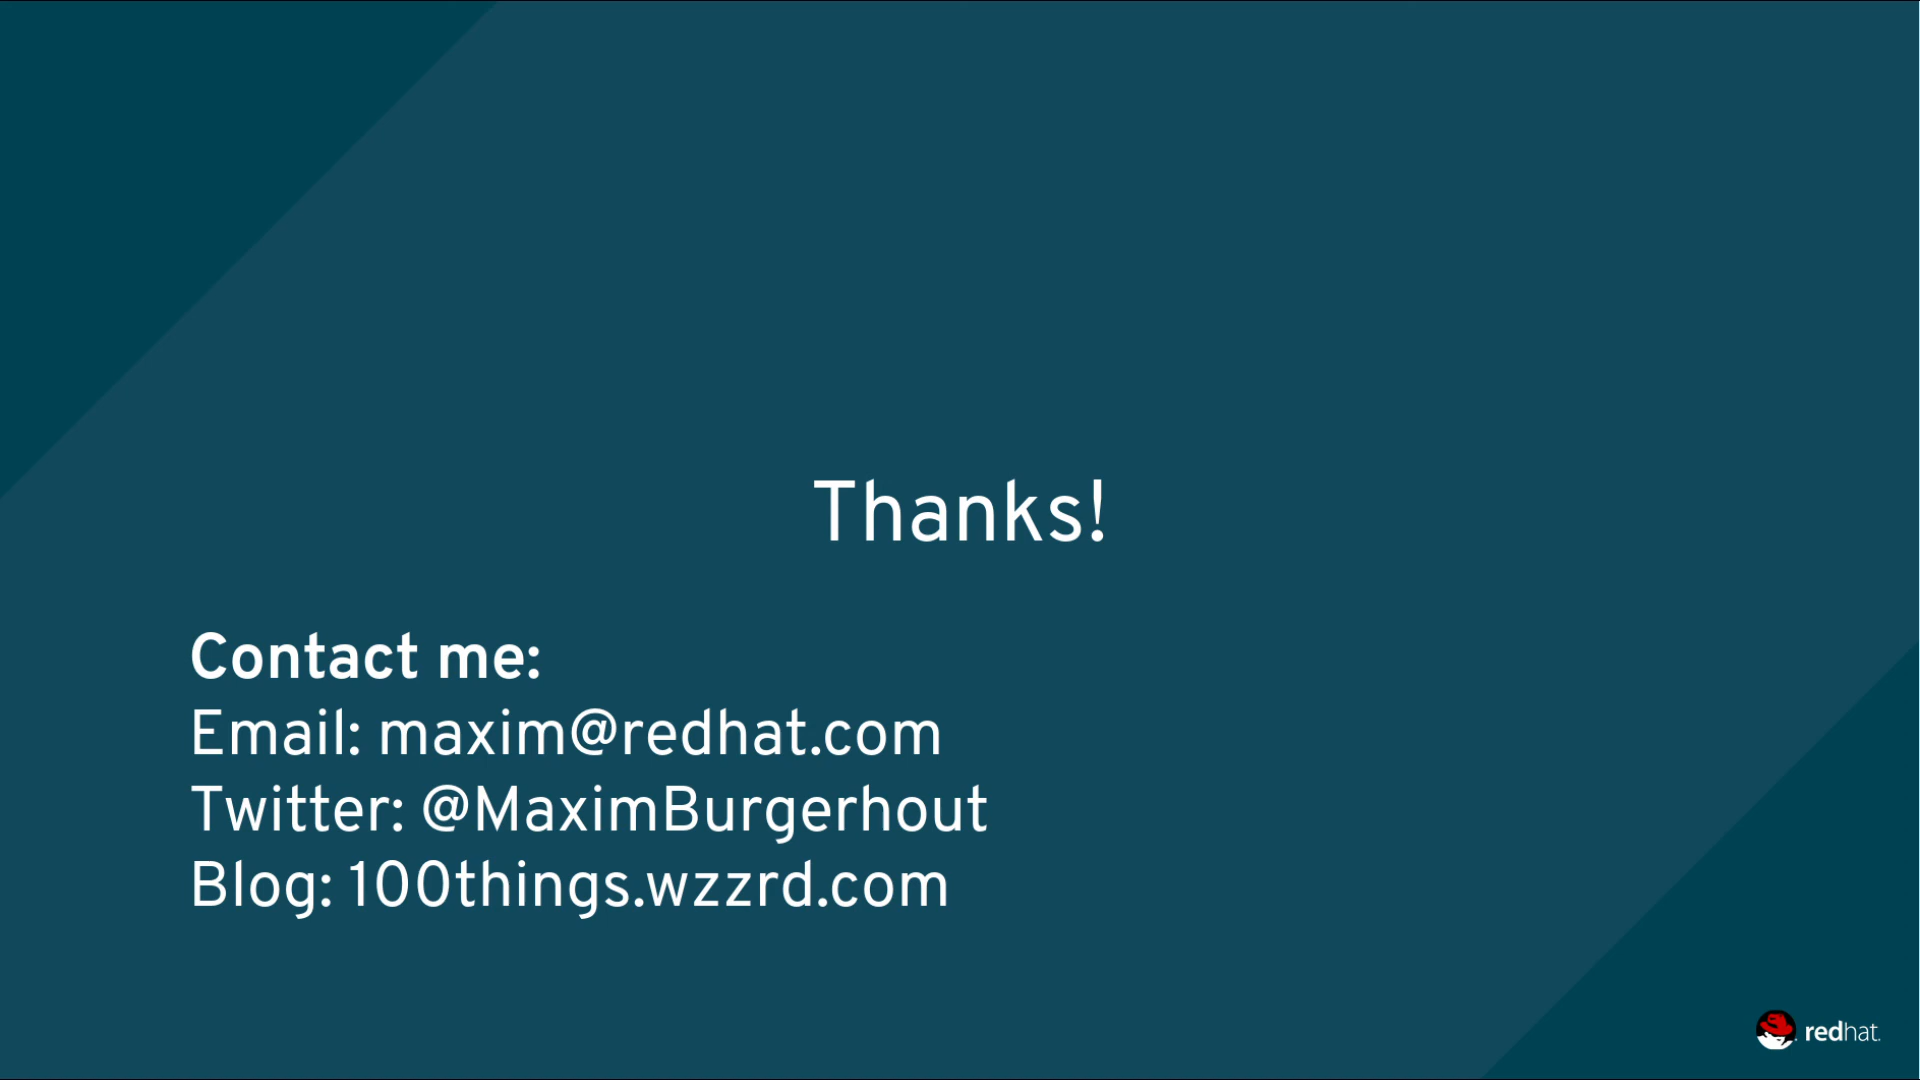 Thanks!
Contact me:
Email: maxim@redhat.com
Twitter: @MaximBurgerhout
Blog: 100things.wzzrd.com
redhat.